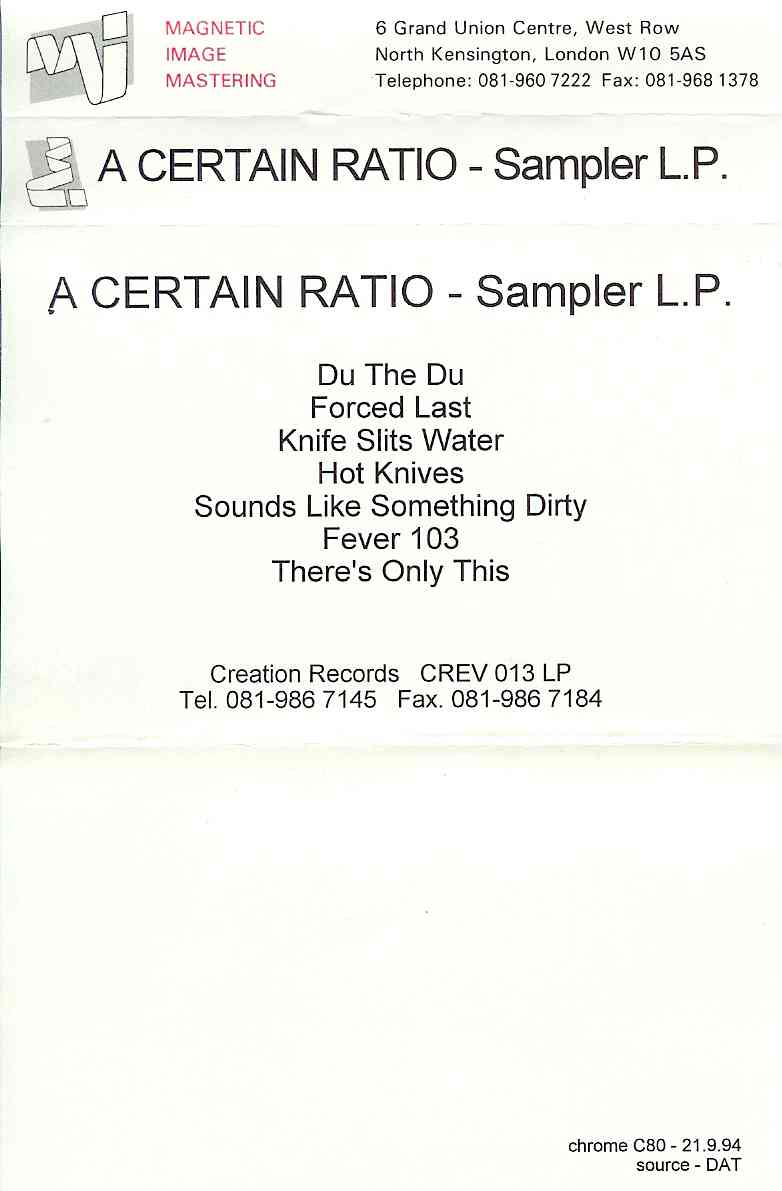 MAGNETIC
IMAGE
MASTERING
6 Grand Union Centre, West Row
North Kensington, London W10 5AS
Telephone: 081-960 7222 Fax: 081-968 1378
A CERTAIN RATIO - Sampler L.P.
A CERTAIN RATIO - Sampler L.P.
Du The Du
Forced Last
Knife Slits Water
Hot Knives
Sounds Like Something Dirty
Fever 103
There's Only This
Creation Records CREV 013 LP
Tel. 081-986 7145 Fax. 081-986 7184
chrome C80 - 21.9.94
source - DAT